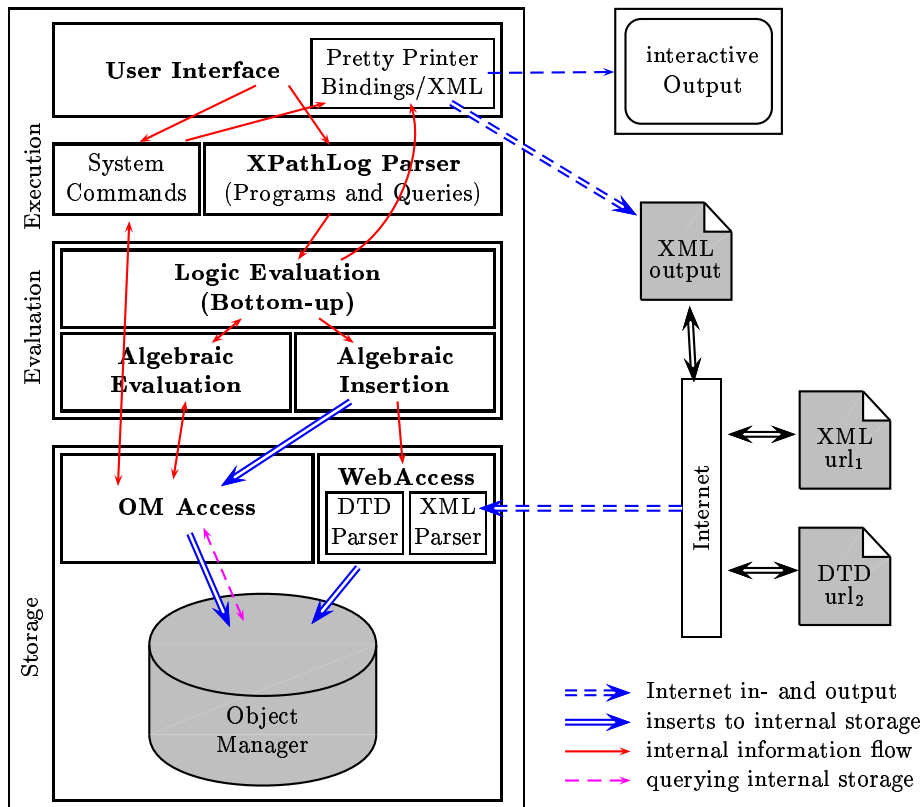 User Interface
Pretty Printer
Bindings/XML
interactive
Output
Execution
System
Commands
XPathLog Parser
(Programs and Queries)
XML
output
Evaluation
Logic Evaluation
(Bottom-up)
Algebraic
Evaluation
Algebraic
Insertion
Storage
OM Access
WebAccess
DTD
Parser
XML
Parser
Object
Manager
Internet
XML
url₁
DTD
url₂
Internet in- and output
inserts to internal storage
internal information flow
querying internal storage